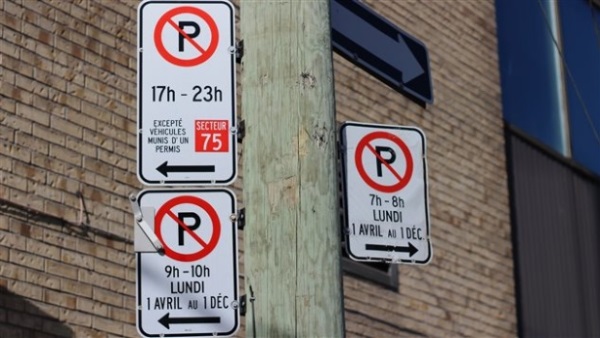 P
17h - 23h
EXCEPTÉ
VÉHICULES
MUNIS D'UN
PERMIS
SECTEUR
75
P
9h - 10h
LUNDI
1 AVRIL AU 1 DÉC
P
7h - 8h
LUNDI
1 AVRIL AU 1 DÉC.